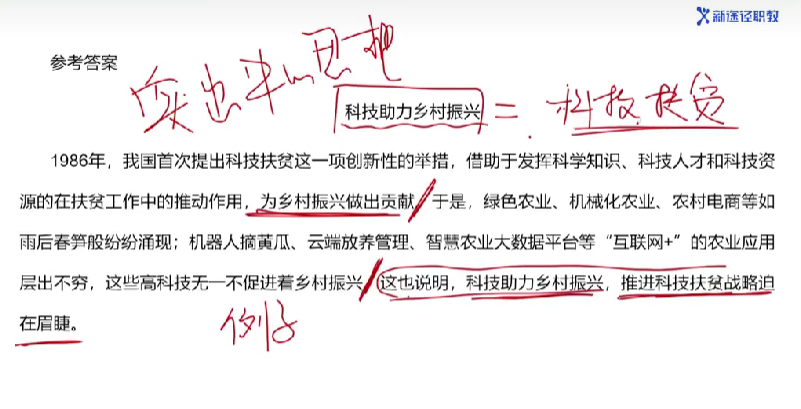 新途径职教
参考答案
突出中心思想
科技助力乡村振兴 = 科技扶贫
1986年，我国首次提出科技扶贫这一项创新性的举措，借助于发挥科学知识、科技人才和科技资
源的在扶贫工作中的推动作用，为乡村振兴做出贡献 于是，绿色农业、机械化农业、农村电商等如
雨后春笋般纷纷涌现；机器人摘黄瓜、云端放养管理、智慧农业大数据平台等“互联网+”的农业应用
层出不穷，这些高科技无一不促进着乡村振兴 这也说明，科技助力乡村振兴，推进科技扶贫战略迫
在眉睫。
例子